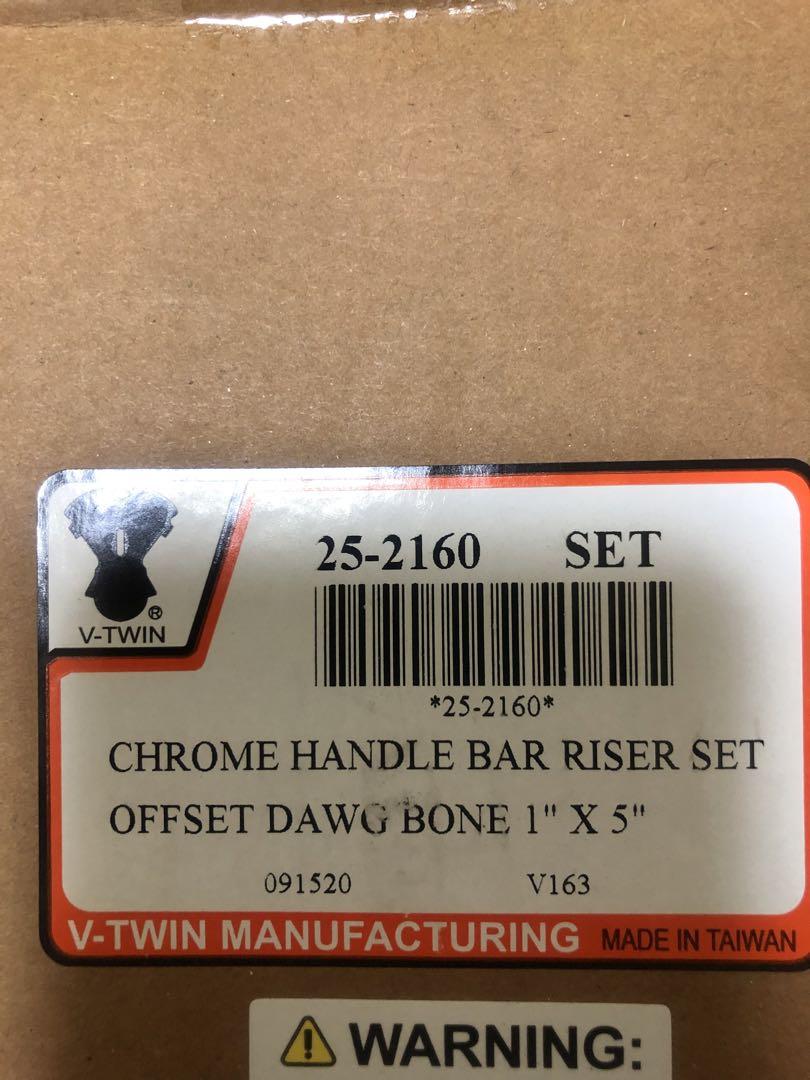 25-2160 SET
®
V-TWIN
*25-2160*
CHROME HANDLE BAR RISER SET
OFFSET DAWG BONE 1" X 5"
091520 V163
V-TWIN MANUFACTURING MADE IN TAIWAN
WARNING: